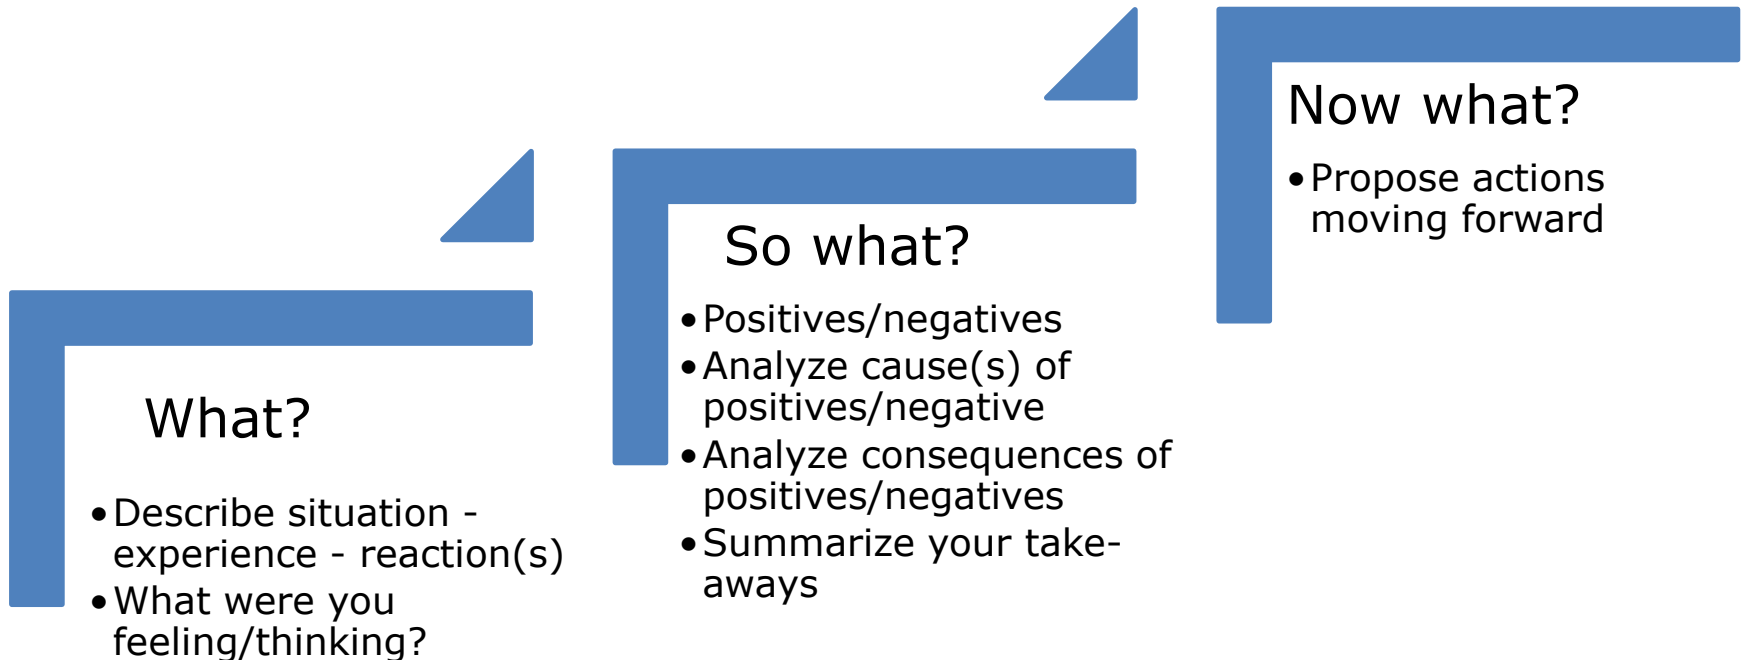 What?
•Describe situation -
experience - reaction(s)
•What were you
feeling/thinking?
So what?
•Positives/negatives
•Analyze cause(s) of
positives/negative
•Analyze consequences of
positives/negatives
•Summarize your take-
aways
Now what?
•Propose actions
moving forward